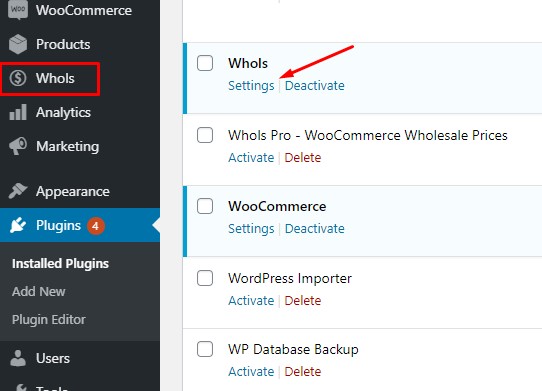 WooCommerce
Products
Whols
Analytics
Marketing
Appearance
Plugins 4
Installed Plugins
Add New
Plugin Editor
Users
Tools
Whols
Settings | Deactivate
Whols Pro - WooCommerce Wholesale Prices
Activate | Delete
WooCommerce
Settings | Deactivate
WordPress Importer
Activate | Delete
WP Database Backup
Activate | Delete